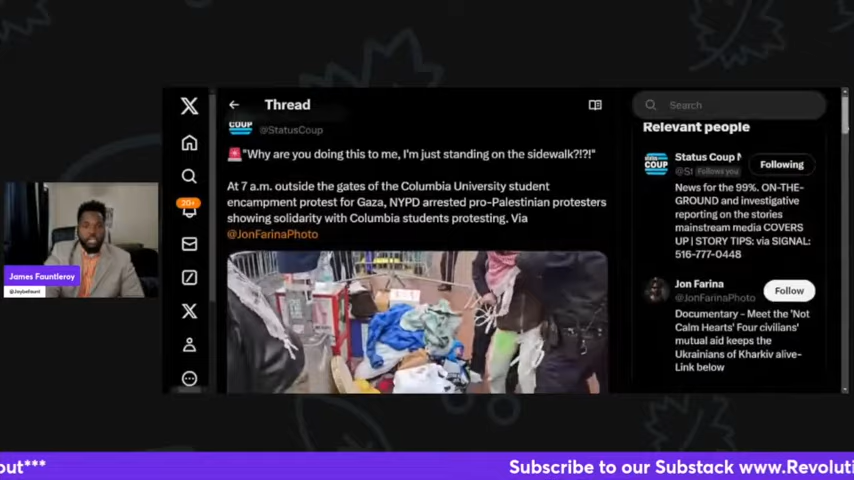 Thread
Search
COUP
@StatusCoup
🚨"Why are you doing this to me, I'm just standing on the sidewalk?!?!"
At 7 a.m. outside the gates of the Columbia University student
encampment protest for Gaza, NYPD arrested pro-Palestinian protesters
showing solidarity with Columbia students protesting. Via
@JonFarinaPhoto
Relevant people
COUP
Status Coup N
Following
@St
Follows you
News for the 99%. ON-THE-
GROUND and investigative
reporting on the stories
mainstream media COVERS
UP | STORY TIPS: via SIGNAL:
516-777-0448
Jon Farina
@JonFarinaPhoto
Follow
Documentary – Meet the 'Not
Calm Hearts' Four civilians'
mutual aid keeps the
Ukrainians of Kharkiv alive-
Link below
20+
James Fauntleroy
out***
Subscribe to our Substack www.Revoluti